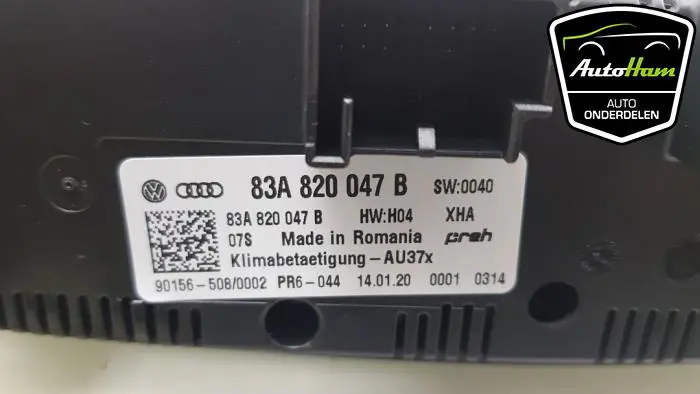 AutoHam
AUTO
ONDERDELEN
83A 820 047 B SW:0040
83A 820 047 B HW:H04 XHA
07S Made in Romania preh
Klimabetaetigung-AU37x
90156-508/0002 PR6-044 14.01.20 0001 0314